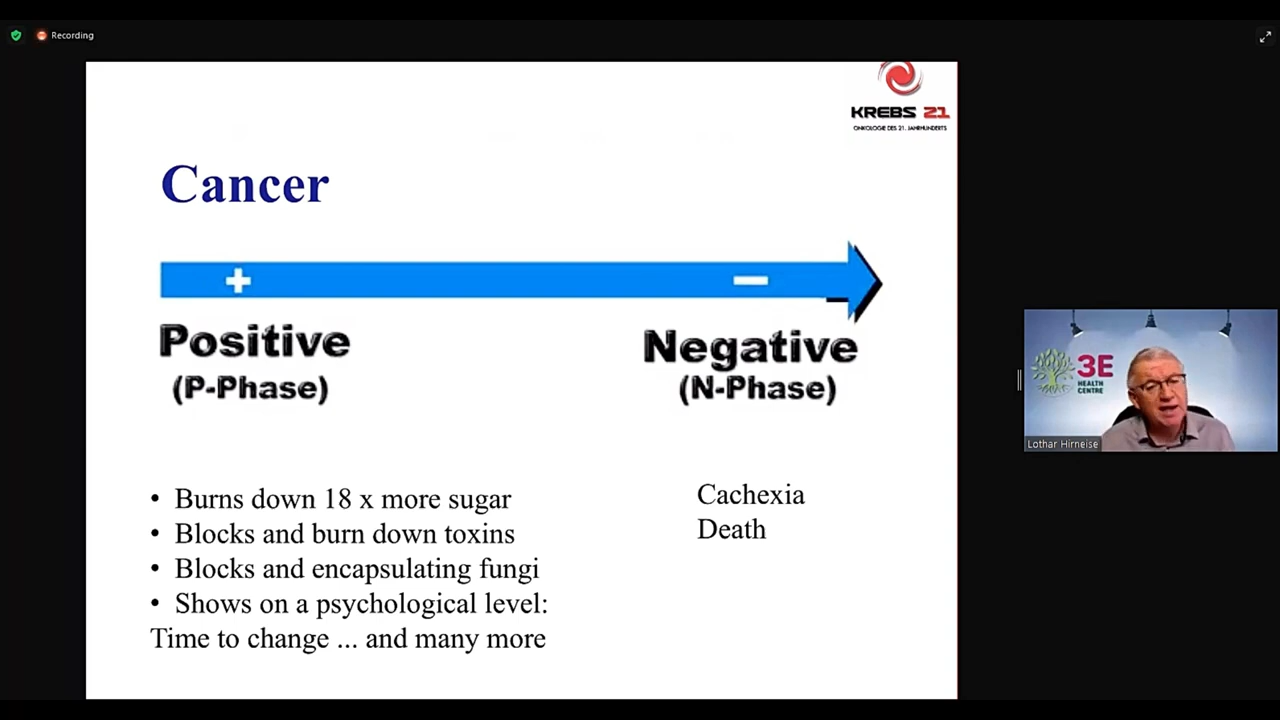 Recording
KREBS 21
ONKOLOGIE DES 21. JAHRHUNDERTS
Cancer
+ −
Positive
(P-Phase)
Negative
(N-Phase)
• Burns down 18 x more sugar
• Blocks and burn down toxins
• Blocks and encapsulating fungi
• Shows on a psychological level:
Time to change ... and many more
Cachexia
Death
3E
HEALTH
CENTRE
Lothar Hirneise